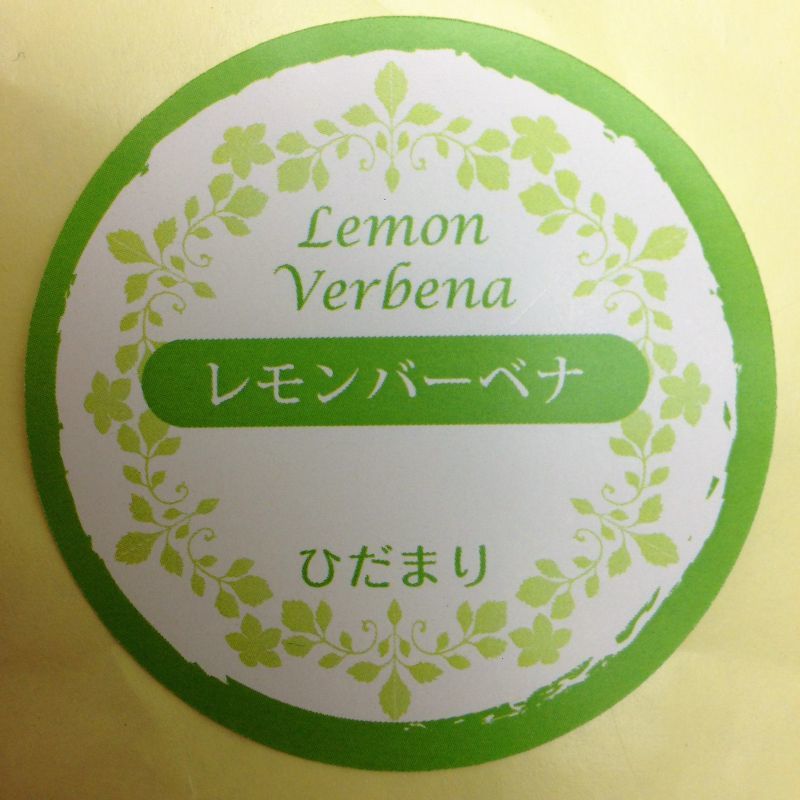 Lemon
Verbena
レモンバーベナ
ひだまり